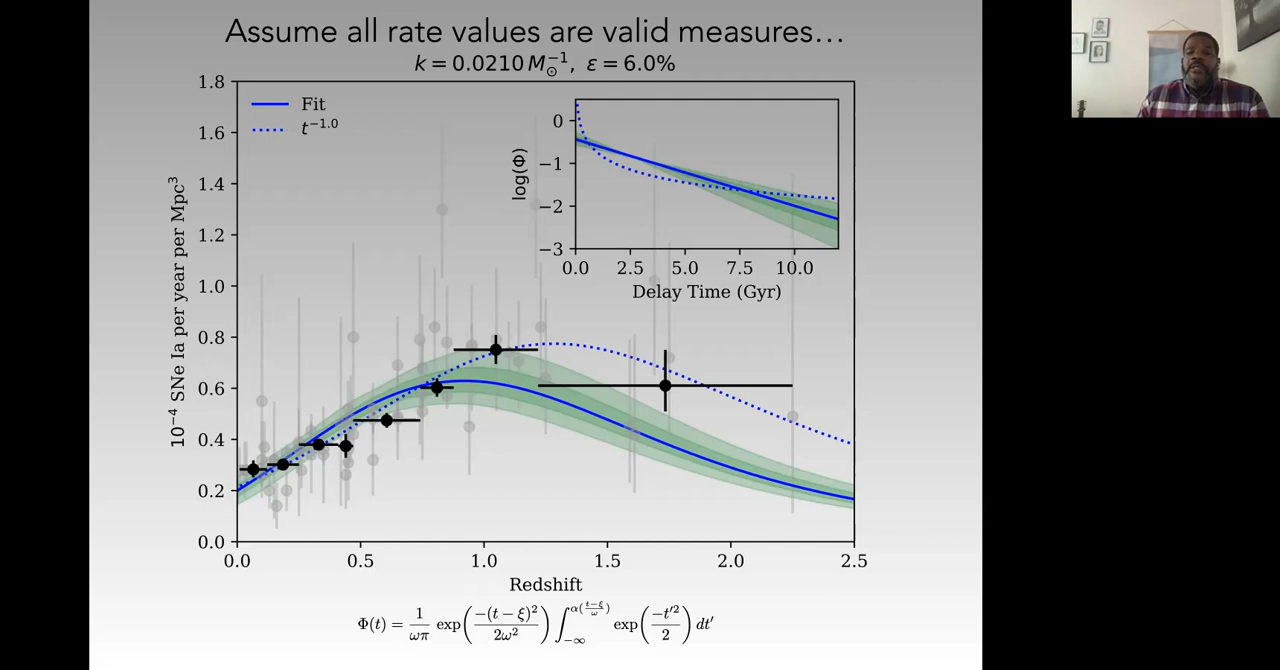 Assume all rate values are valid measures…
k = 0.0210 M⊙⁻¹, ε = 6.0%
1.8
1.6
1.4
1.2
1.0
0.8
0.6
0.4
0.2
0.0
10⁻⁴ SNe Ia per year per Mpc³
Fit
t⁻¹·⁰
0
−1
−2
−3
log(Φ)
0.0 2.5 5.0 7.5 10.0
Delay Time (Gyr)
0.0 0.5 1.0 1.5 2.0 2.5
Redshift
Φ(t) = 1/(ωπ) exp(−(t − ξ)²/(2ω²)) ∫_{−∞}^{α((t−ξ)/ω)} exp(−t′²/2) dt′